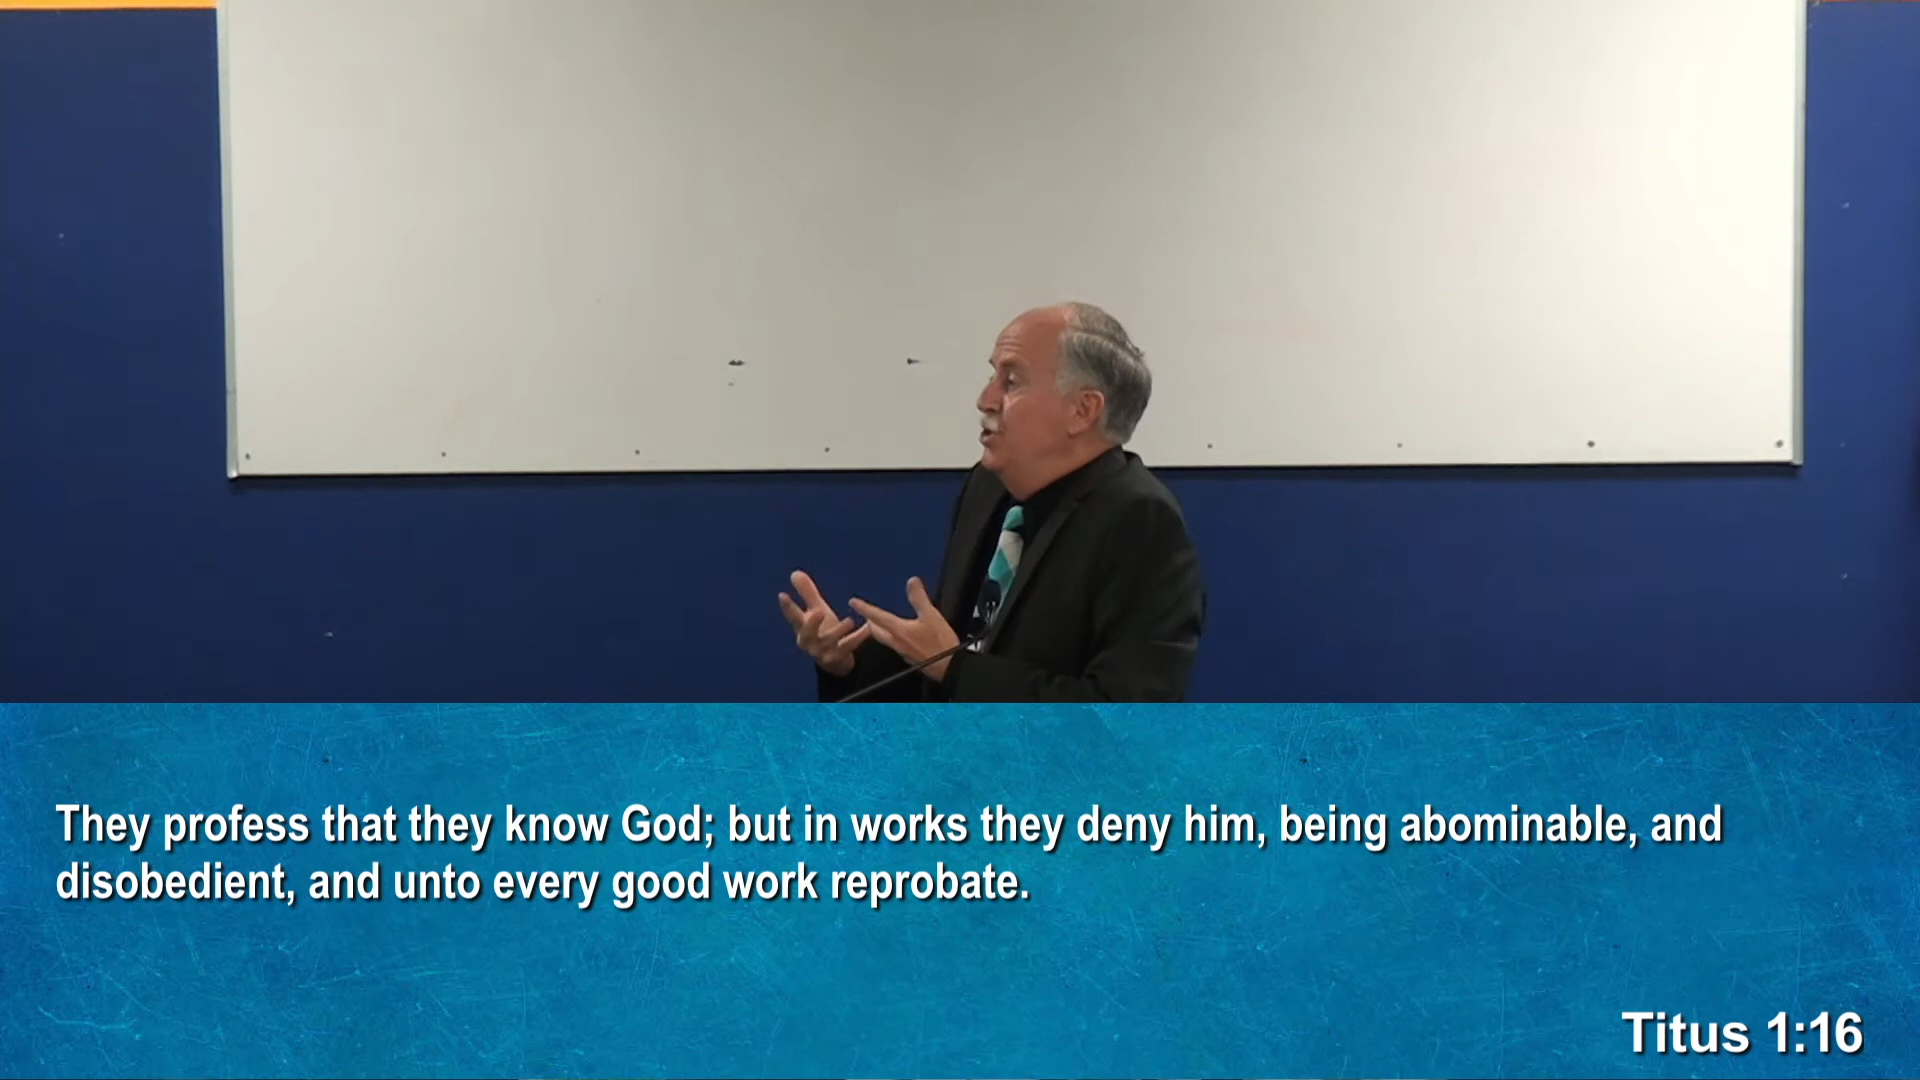 They profess that they know God; but in works they deny him, being abominable, and
disobedient, and unto every good work reprobate.
Titus 1:16